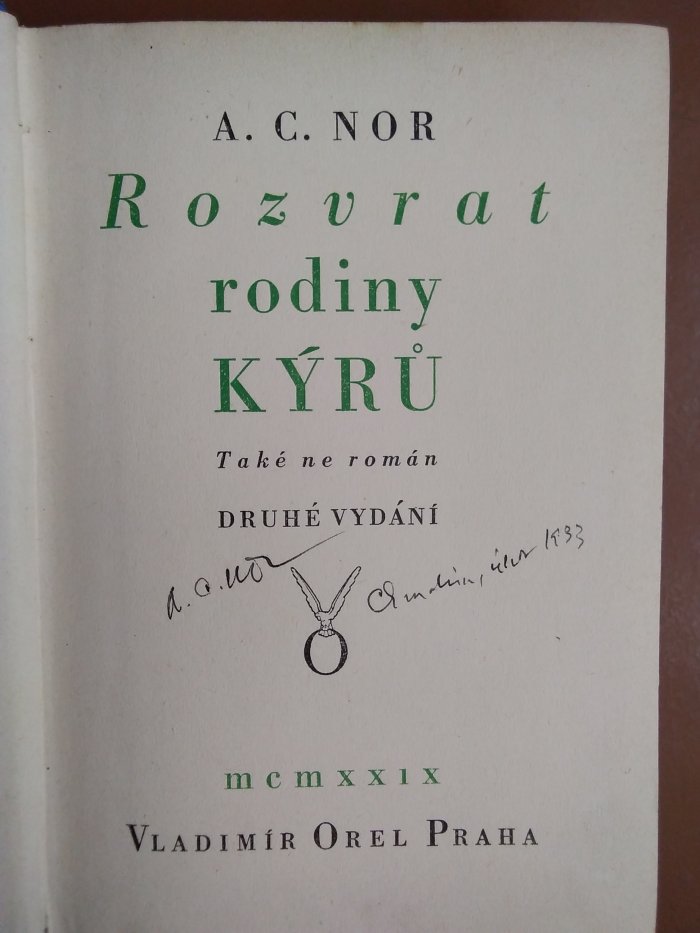 A. C. NOR
Rozvrat
rodiny
KÝRŮ
Také ne román
DRUHÉ VYDÁNÍ
A. C. Nor
1933
O
mcmxxix
VLADIMÍR OREL PRAHA